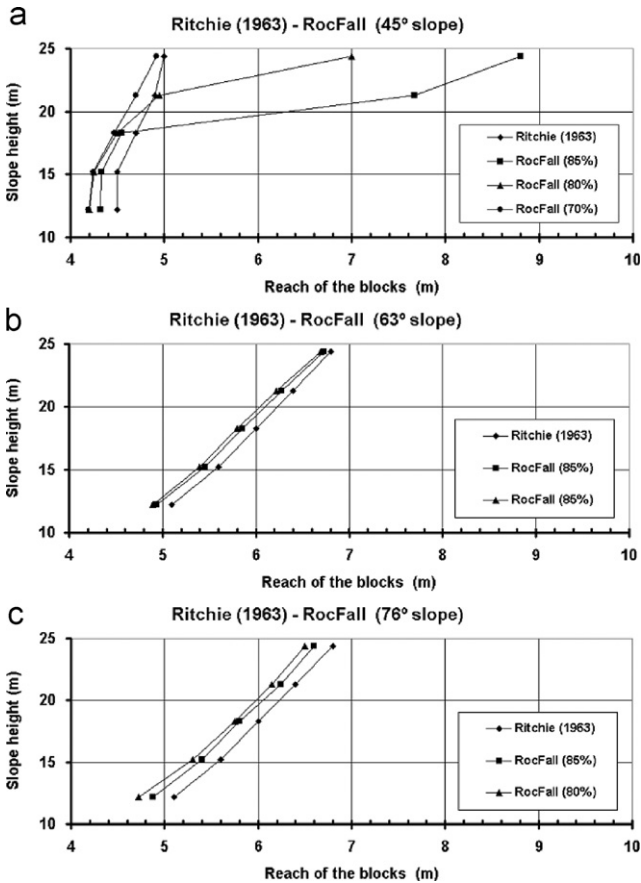 a
Ritchie (1963) - RocFall (45º slope)
Slope height (m)
25
20
15
10
Ritchie (1963)
RocFall (85%)
RocFall (80%)
RocFall (70%)
4 5 6 7 8 9 10
Reach of the blocks (m)
b
Ritchie (1963) - RocFall (63º slope)
Slope height (m)
25
20
15
10
Ritchie (1963)
RocFall (85%)
RocFall (85%)
4 5 6 7 8 9 10
Reach of the blocks (m)
c
Ritchie (1963) - RocFall (76º slope)
Slope height (m)
25
20
15
10
Ritchie (1963)
RocFall (85%)
RocFall (80%)
4 5 6 7 8 9 10
Reach of the blocks (m)